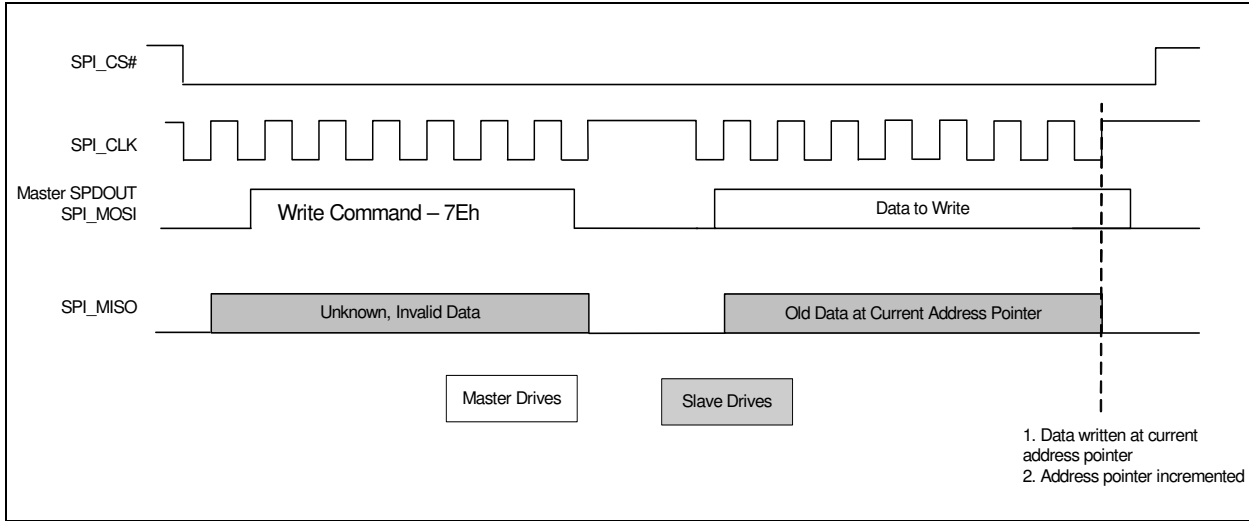 SPI_CS#
SPI_CLK
Master SPDOUT
SPI_MOSI
Write Command – 7Eh
Data to Write
SPI_MISO
Unknown, Invalid Data
Old Data at Current Address Pointer
Master Drives
Slave Drives
1. Data written at current
address pointer
2. Address pointer incremented